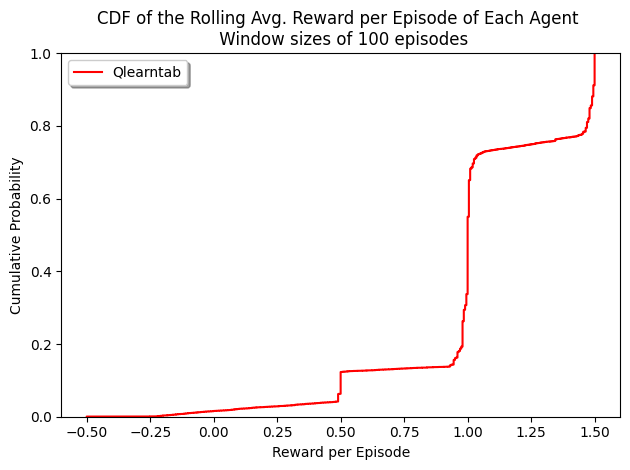 CDF of the Rolling Avg. Reward per Episode of Each Agent
Window sizes of 100 episodes
Qlearntab
Cumulative Probability
1.0
0.8
0.6
0.4
0.2
0.0
−0.50 −0.25 0.00 0.25 0.50 0.75 1.00 1.25 1.50
Reward per Episode